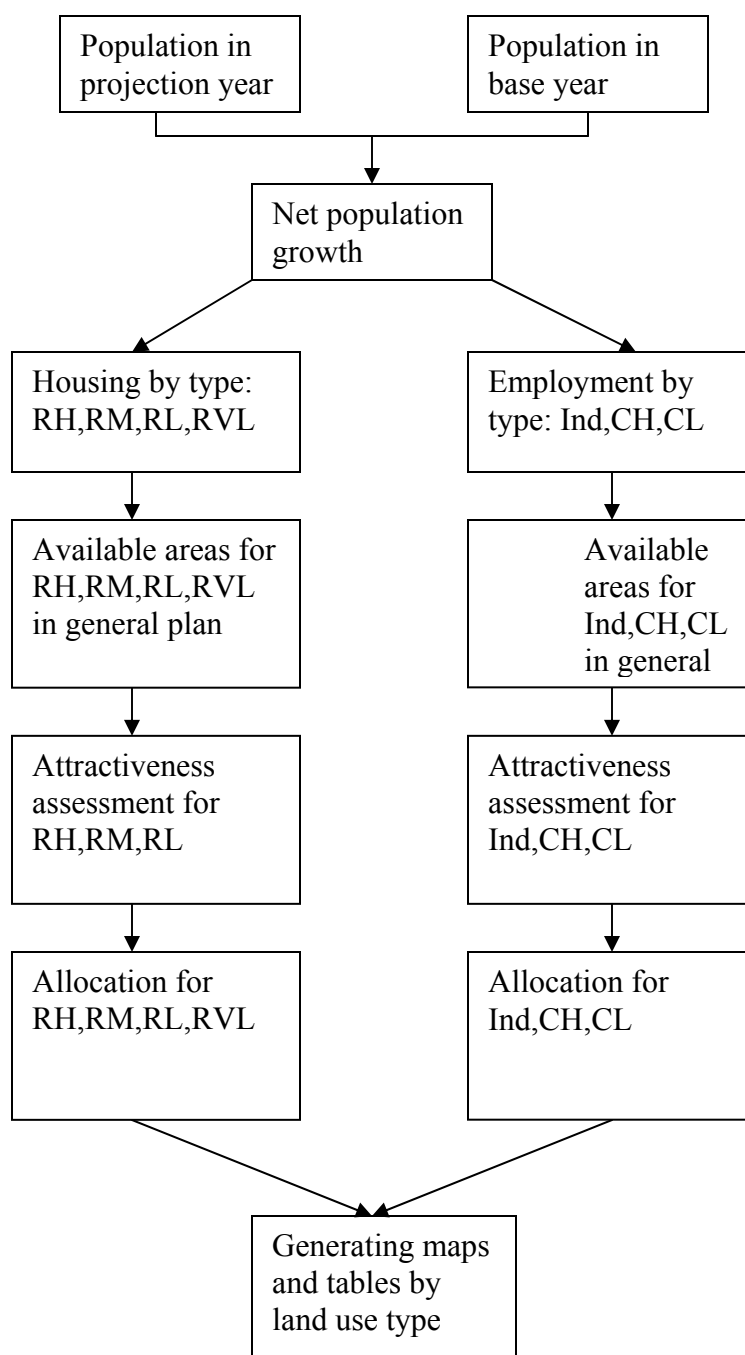 Population in
projection year
Population in
base year
Net population
growth
Housing by type:
RH,RM,RL,RVL
Employment by
type: Ind,CH,CL
Available areas for
RH,RM,RL,RVL
in general plan
Available
areas for
Ind,CH,CL
in general
Attractiveness
assessment for
RH,RM,RL
Attractiveness
assessment for
Ind,CH,CL
Allocation for
RH,RM,RL,RVL
Allocation for
Ind,CH,CL
Generating maps
and tables by
land use type